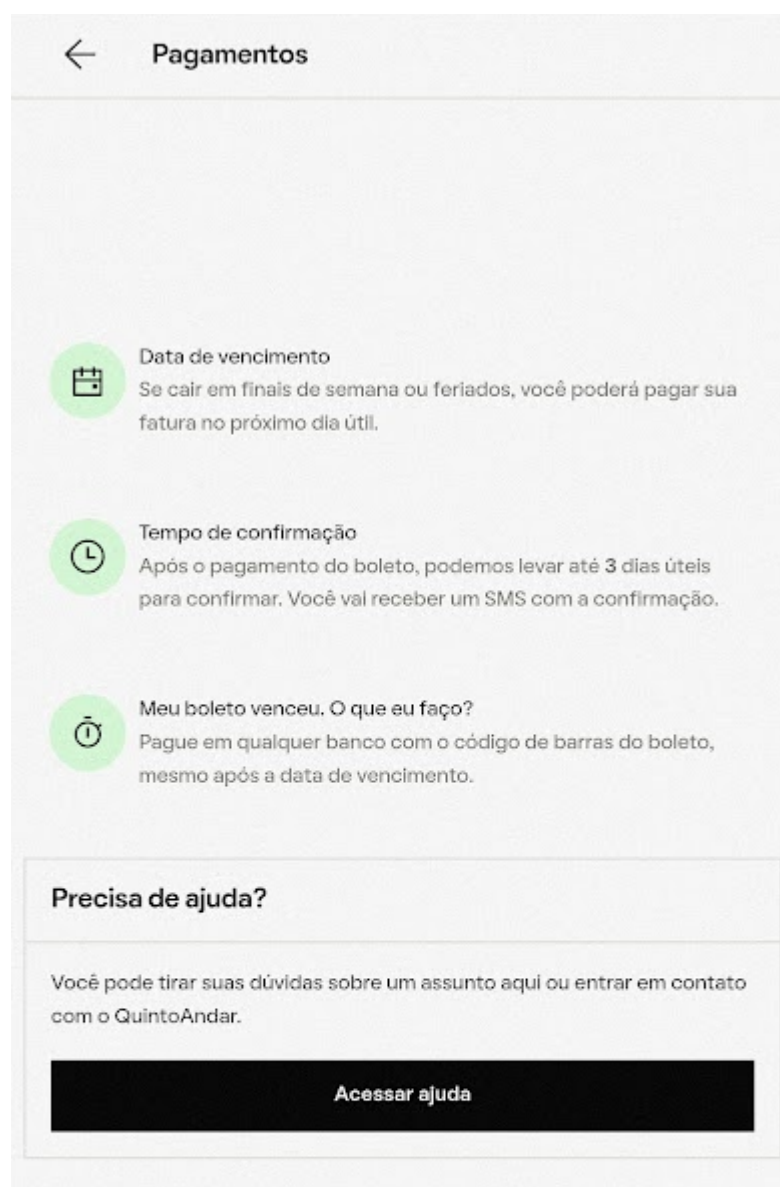 Pagamentos
Data de vencimento
Se cair em finais de semana ou feriados, você poderá pagar sua
fatura no próximo dia útil.
Tempo de confirmação
Após o pagamento do boleto, podemos levar até 3 dias úteis
para confirmar. Você vai receber um SMS com a confirmação.
Meu boleto venceu. O que eu faço?
Pague em qualquer banco com o código de barras do boleto,
mesmo após a data de vencimento.
Precisa de ajuda?
Você pode tirar suas dúvidas sobre um assunto aqui ou entrar em contato
com o QuintoAndar.
Acessar ajuda